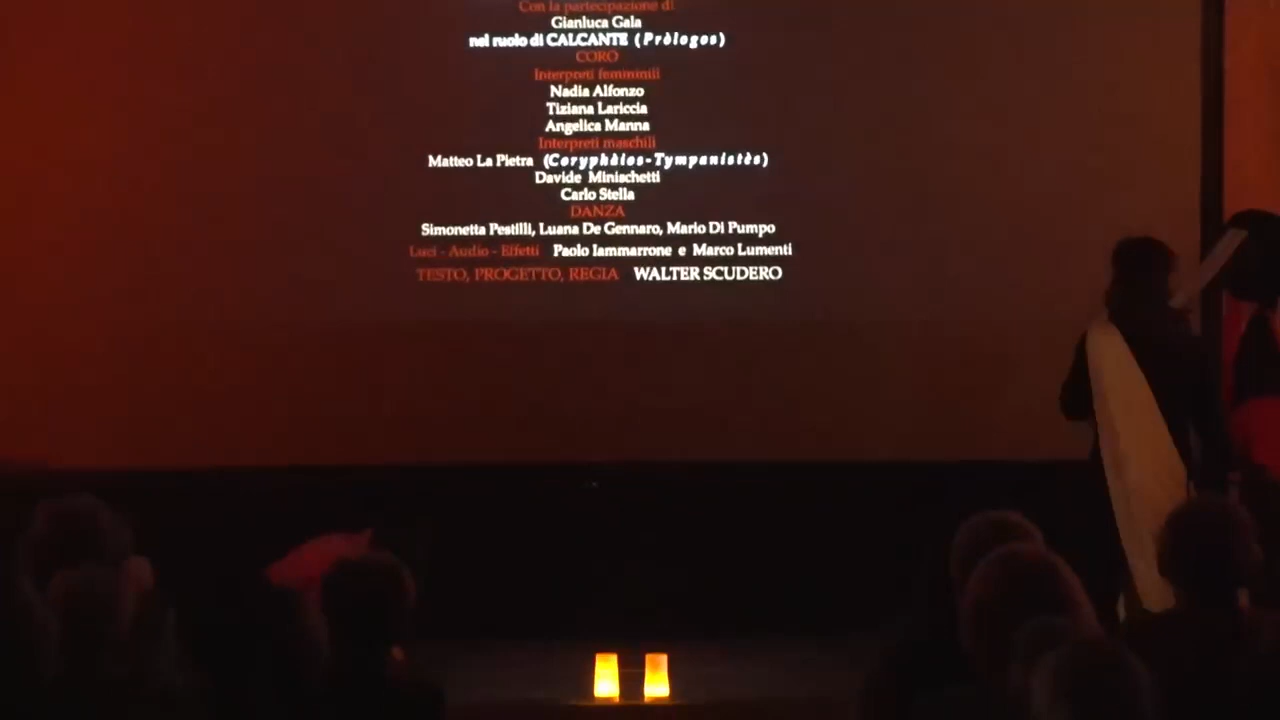 Con la partecipazione di
Gianluca Gala
nel ruolo di CALCANTE (Pròlogos)
CORO
Interpreti femminili
Nadia Alfonzo
Tiziana Lariccia
Angelica Manna
Interpreti maschili
Matteo La Pietra (Coryphàios-Tympanistès)
Davide Minischetti
Carlo Stella
DANZA
Simonetta Pestilli, Luana De Gennaro, Mario Di Pumpo
Luci - Audio - Effetti Paolo Iammarrone e Marco Lumenti
TESTO, PROGETTO, REGIA WALTER SCUDERO